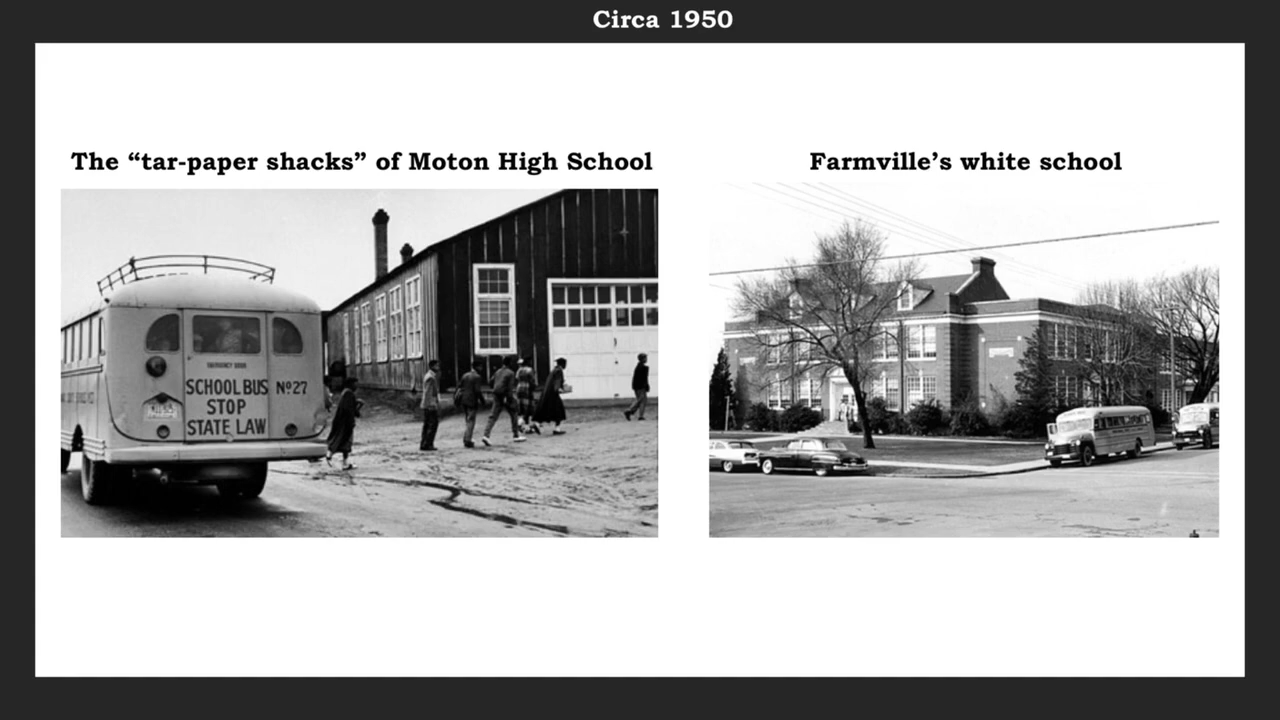 Circa 1950
The “tar-paper shacks” of Moton High School
Farmville’s white school
EMERGENCY DOOR
SCHOOL BUS Nº27
STOP
STATE LAW